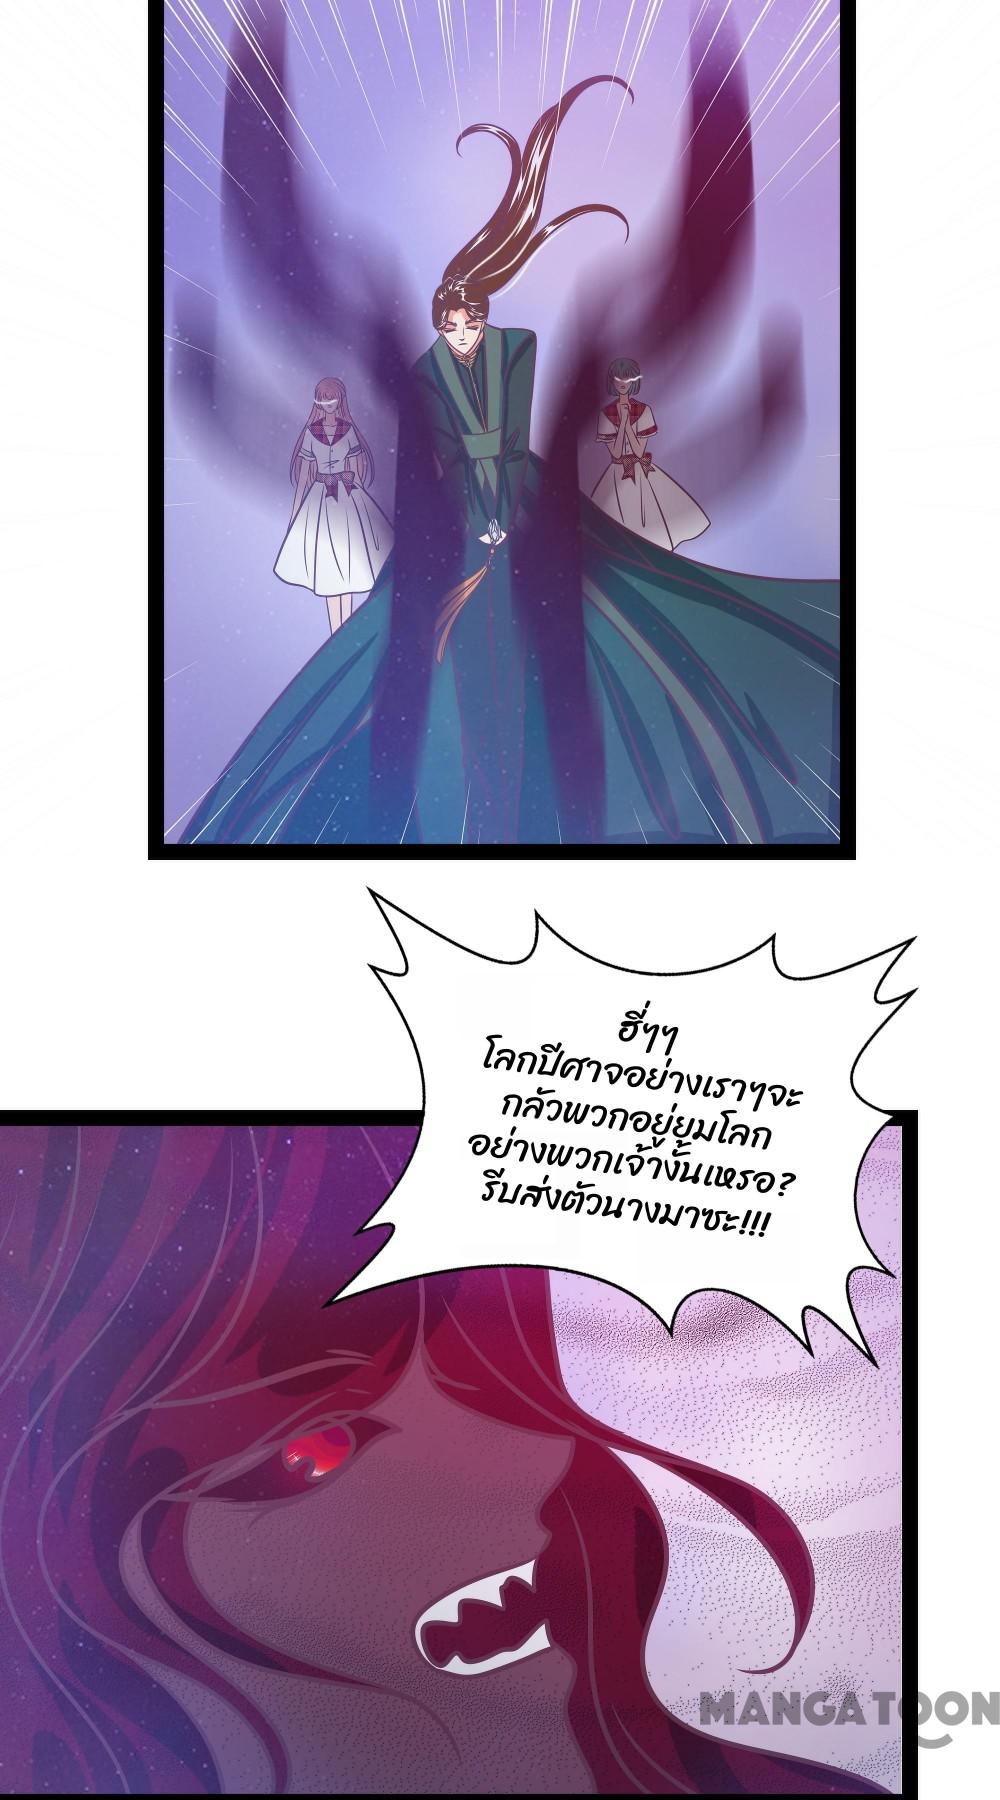 ฮี่ๆๆ
โลกปีศาจอย่างเราๆจะ
กลัวพวกอยู่ยมโลก
อย่างพวกเจ้างั้นเหรอ?
รีบส่งตัวนางมาซะ!!!
MANGATOON